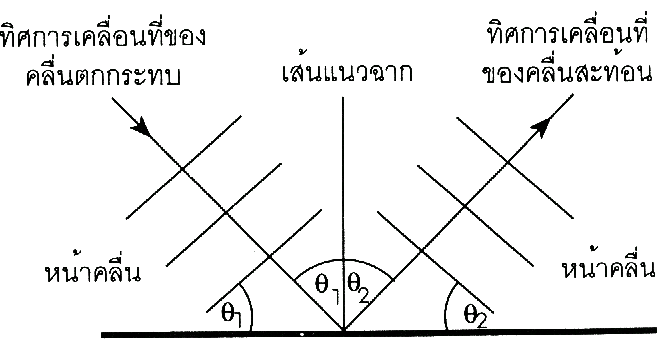 ทิศการเคลื่อนที่ของ
คลื่นตกกระทบ
เส้นแนวฉาก
ทิศการเคลื่อนที่
ของคลื่นสะท้อน
หน้าคลื่น
หน้าคลื่น
θ1
θ1
θ2
θ2